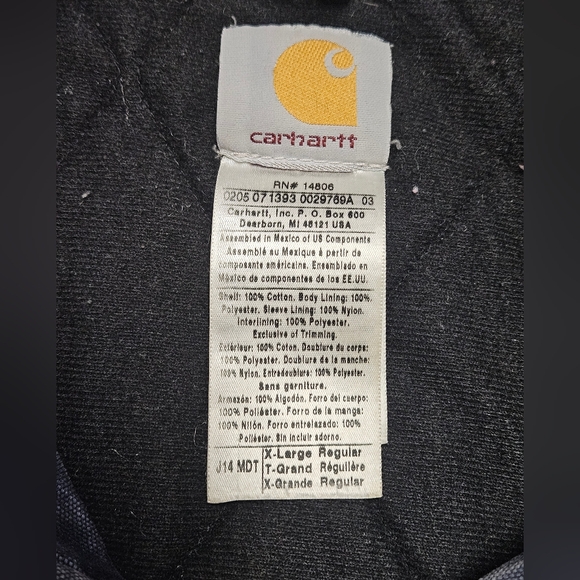 carhartt
RN# 14806
0205 071393 0029769A 03
Carhartt, Inc. P. O. Box 600
Dearborn, MI 48121 USA
Assembled in Mexico of US Components
Assemblé au Mexique à partir de
composants américains. Ensamblado en
México de componentes de los EE.UU.
Shell: 100% Cotton. Body Lining: 100%
Polyester. Sleeve Lining: 100% Nylon.
Interlining: 100% Polyester.
Exclusive of Trimming.
Extérieur: 100% Coton. Doublure du corps:
100% Polyester. Doublure de la manche:
100% Nylon. Entredoublure: 100% Polyester.
Sans garniture.
Armazón: 100% Algodón. Forro del cuerpo:
100% Poliéster. Forro de la manga:
100% Nilón. Forro entrelazado: 100%
Poliéster. Sin incluir adorno.
J14 MDT
X-Large Regular
T-Grand Régulière
X-Grande Regular